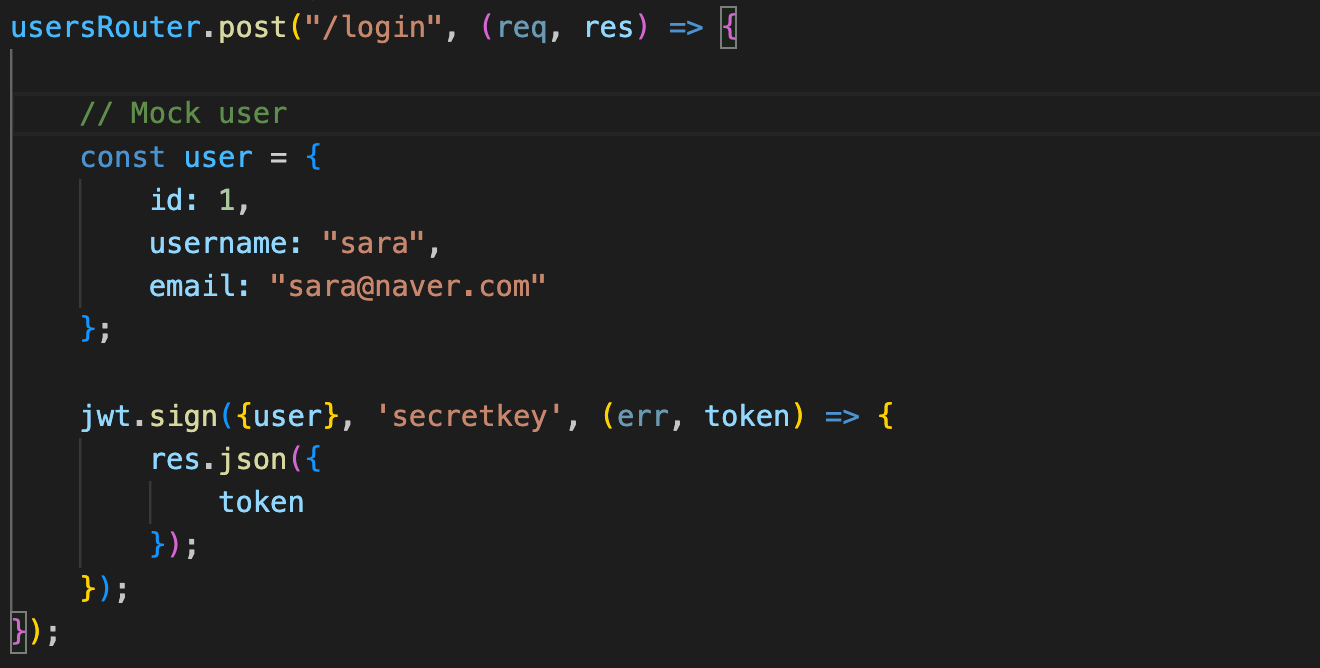 usersRouter.post("/login", (req, res) => {
// Mock user
const user = {
id: 1,
username: "sara",
email: "sara@naver.com"
};
jwt.sign({user}, 'secretkey', (err, token) => {
res.json({
token
});
});
});